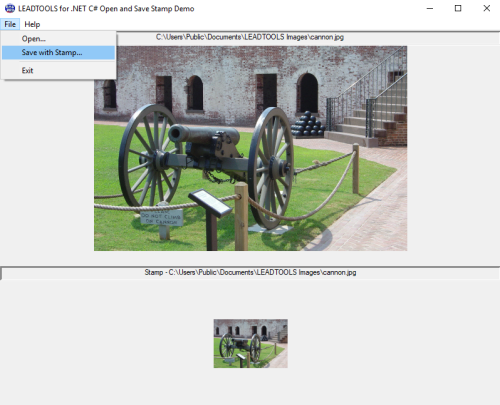 LEADTOOLS for .NET C# Open and Save Stamp Demo
File Help
Open...
Save with Stamp...
Exit
C:\Users\Public\Documents\LEADTOOLS Images\cannon.jpg
DO NOT CLIMB
ON CANNON
Stamp - C:\Users\Public\Documents\LEADTOOLS Images\cannon.jpg